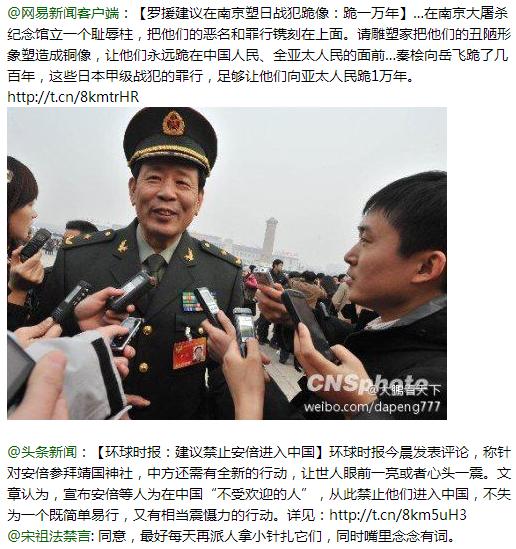 @网易新闻客户端：【罗援建议在南京塑日战犯跪像：跪一万年】...在南京大屠杀
纪念馆立一个耻辱柱，把他们的恶名和罪行镌刻在上面。请雕塑家把他们的丑陋形
象塑造成铜像，让他们永远跪在中国人民、全亚太人民的面前...秦桧向岳飞跪了几
百年，这些日本甲级战犯的罪行，足够让他们向亚太人民跪1万年。
http://t.cn/8kmtrHR
CNSphoto
@大鹏看天下
weibo.com/dapeng777
@头条新闻：【环球时报：建议禁止安倍进入中国】环球时报今晨发表评论，称针
对安倍参拜靖国神社，中方还需有全新的行动，让世人眼前一亮或者心头一震。文
章认为，宣布安倍等人为在中国“不受欢迎的人”，从此禁止他们进入中国，不失
为一个既简单易行，又有相当震慑力的行动。详见：http://t.cn/8km5uH3
@宋祖法禁言: 同意，最好每天再派人拿小针扎它们，同时嘴里念念有词。